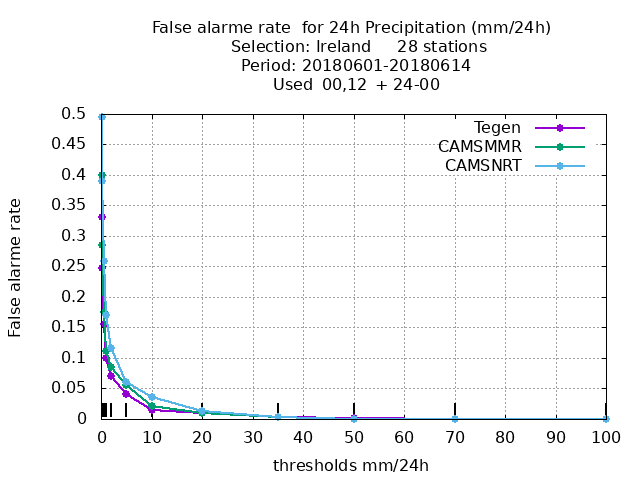 False alarme rate  for 24h Precipitation (mm/24h)
Selection: Ireland     28 stations
Period: 20180601-20180614
Used  00,12  + 24-00
Tegen
CAMSMMR
CAMSNRT
False alarme rate
0.5
0.45
0.4
0.35
0.3
0.25
0.2
0.15
0.1
0.05
0
0 10 20 30 40 50 60 70 80 90 100
thresholds mm/24h